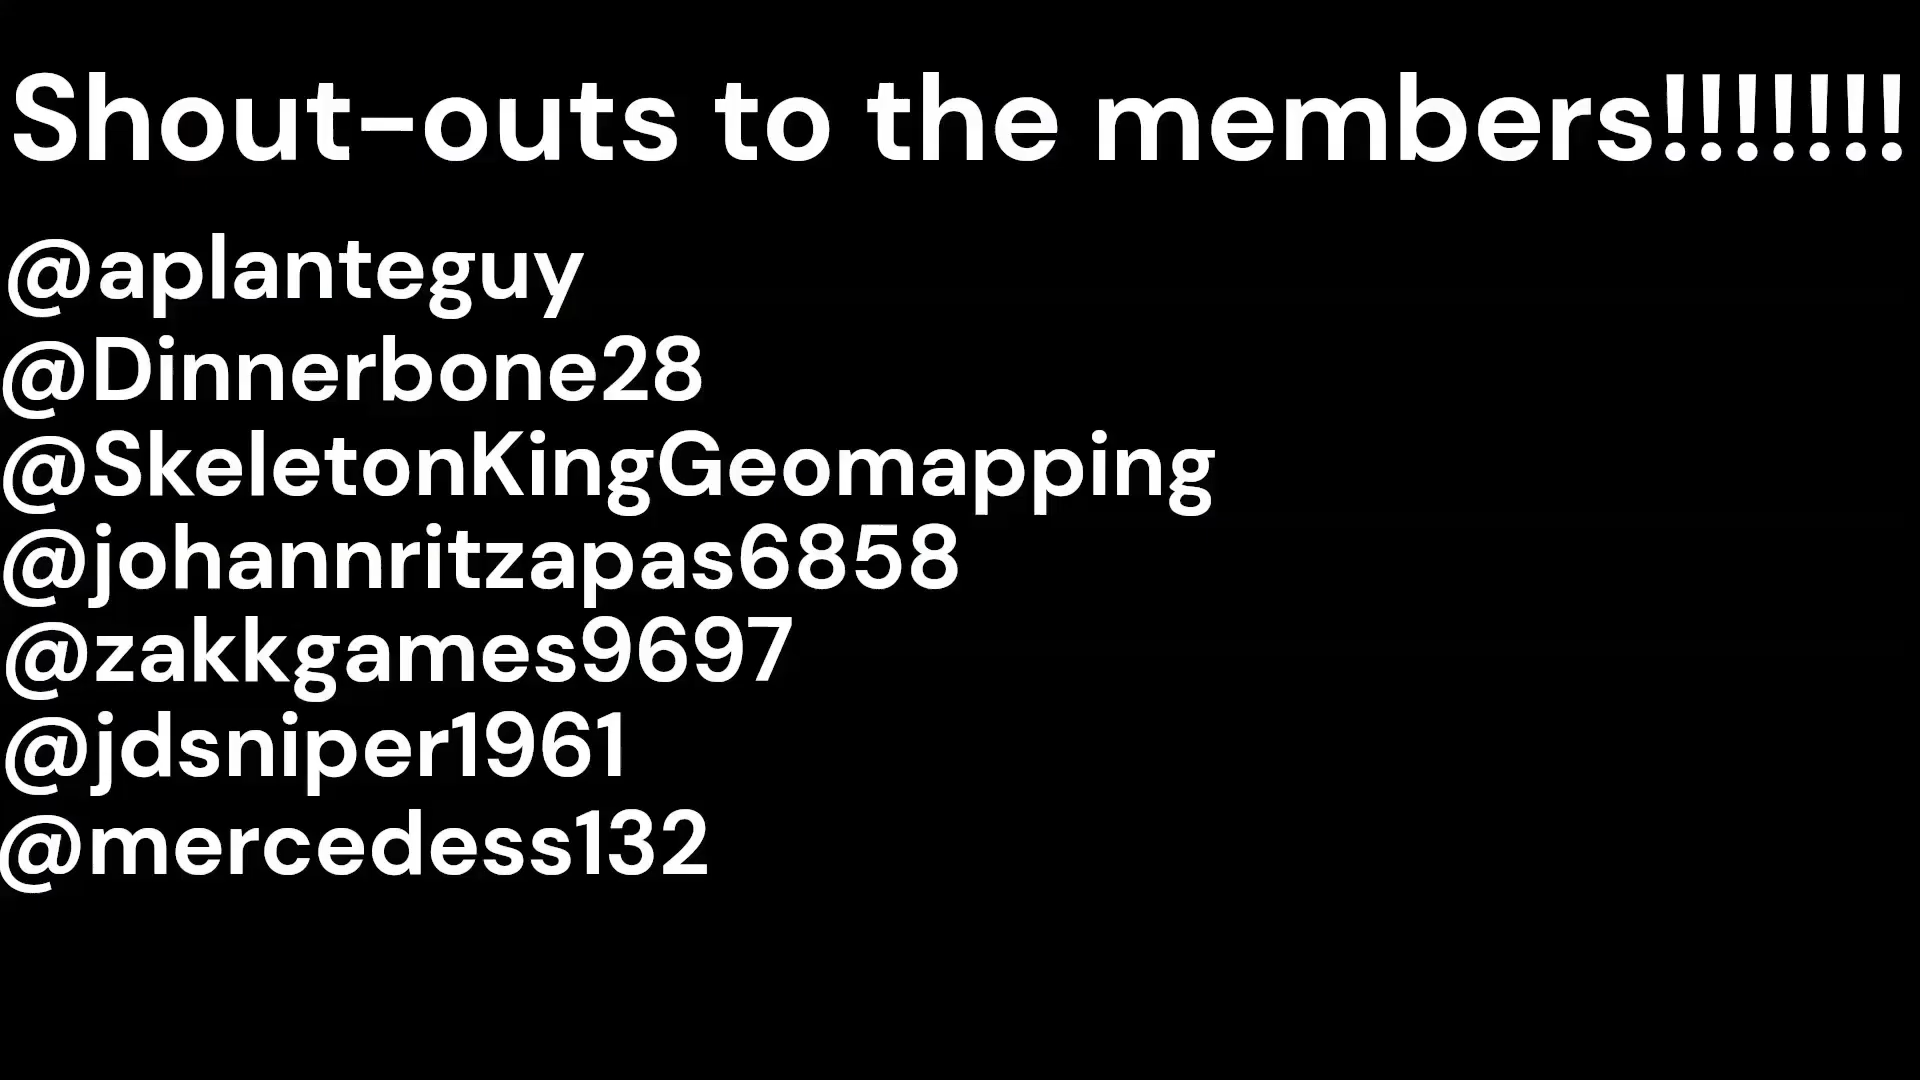 Shout-outs to the members!!!!!!!
@aplanteguy
@Dinnerbone28
@SkeletonKingGeomapping
@johannritzapas6858
@zakkgames9697
@jdsniper1961
@mercedess132